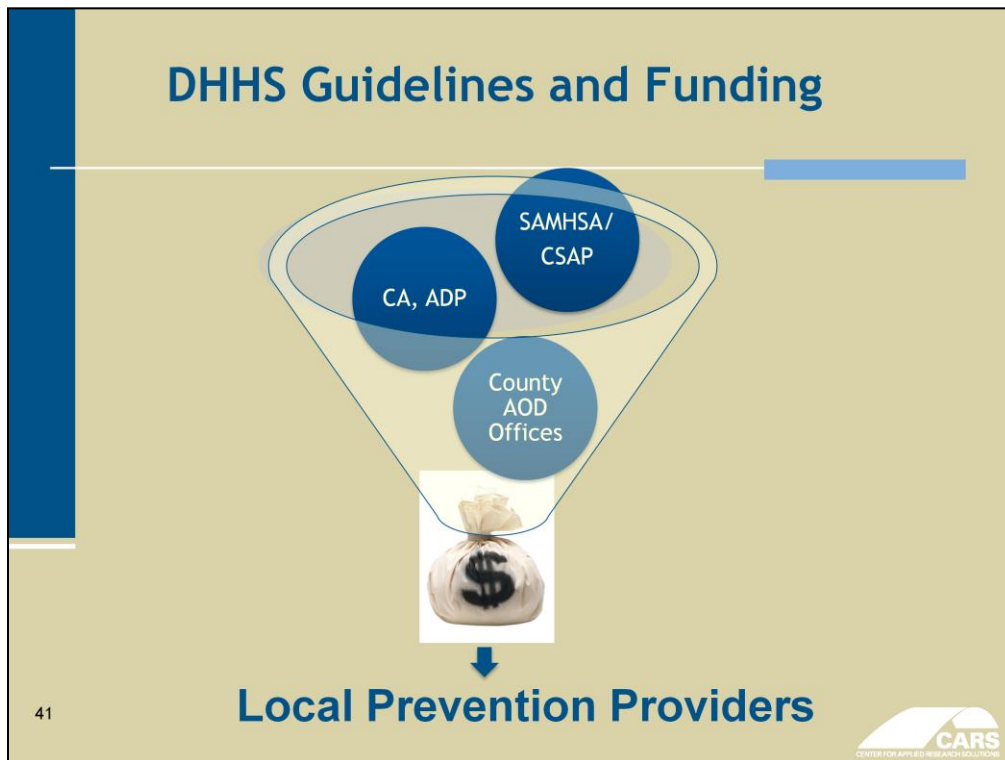 DHHS Guidelines and Funding
SAMHSA/
CSAP
CA, ADP
County
AOD
Offices
$
Local Prevention Providers
41
CARS
CENTER FOR APPLIED RESEARCH SOLUTIONS